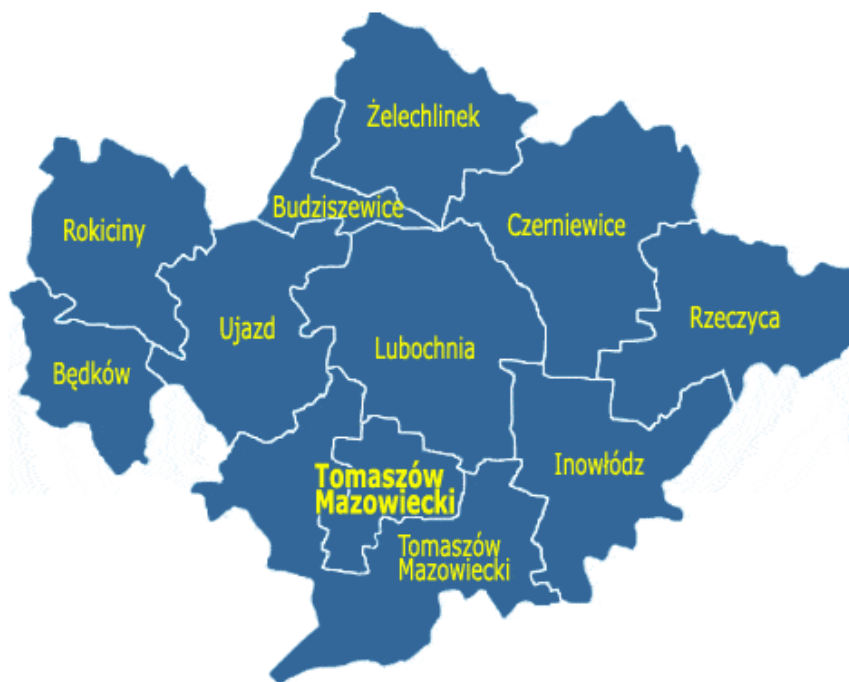 Żelechlinek
Budziszewice
Czerniewice
Rokiciny
Rzeczyca
Ujazd
Lubochnia
Będków
Inowłódz
Tomaszów
Mazowiecki
Tomaszów
Mazowiecki